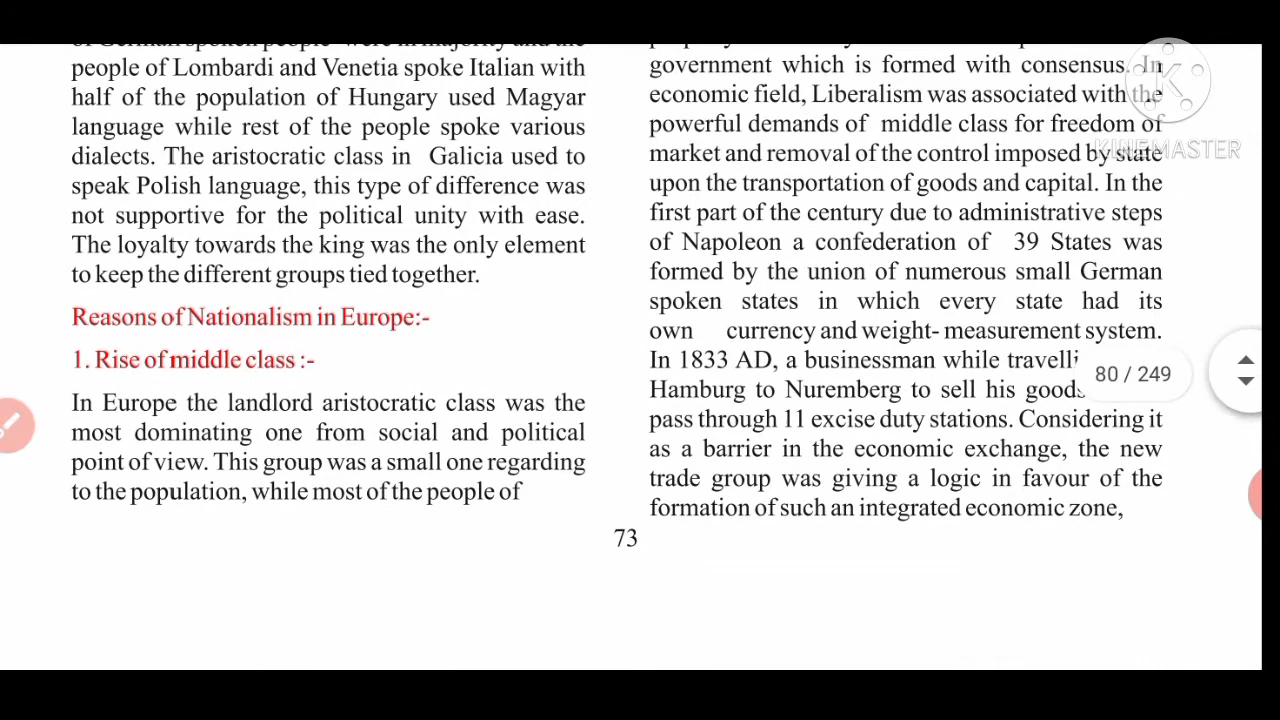 of German spoken people were in majority and the
people of Lombardi and Venetia spoke Italian with
half of the population of Hungary used Magyar
language while rest of the people spoke various
dialects. The aristocratic class in Galicia used to
speak Polish language, this type of difference was
not supportive for the political unity with ease.
The loyalty towards the king was the only element
to keep the different groups tied together.
Reasons of Nationalism in Europe:-
1. Rise of middle class :-
In Europe the landlord aristocratic class was the
most dominating one from social and political
point of view. This group was a small one regarding
to the population, while most of the people of
government which is formed with consensus. In
economic field, Liberalism was associated with the
powerful demands of middle class for freedom of
market and removal of the control imposed by state
upon the transportation of goods and capital. In the
first part of the century due to administrative steps
of Napoleon a confederation of 39 States was
formed by the union of numerous small German
spoken states in which every state had its
own currency and weight- measurement system.
In 1833 AD, a businessman while travelli
Hamburg to Nuremberg to sell his goods
pass through 11 excise duty stations. Considering it
as a barrier in the economic exchange, the new
trade group was giving a logic in favour of the
formation of such an integrated economic zone,
73
80 / 249
KINEMASTER